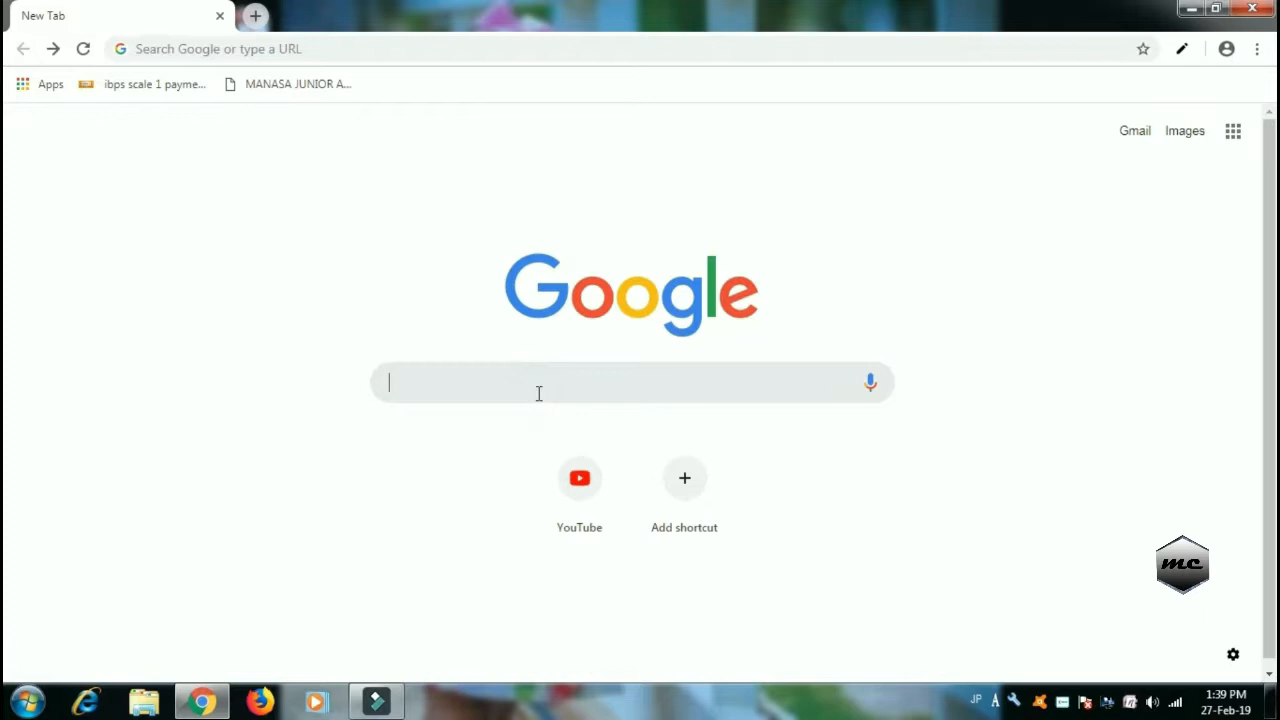 New Tab
Search Google or type a URL
Apps
ibps scale 1 payme...
MANASA JUNIOR A...
Gmail
Images
Google
YouTube
Add shortcut
mc
JP A
1:39 PM
27-Feb-19